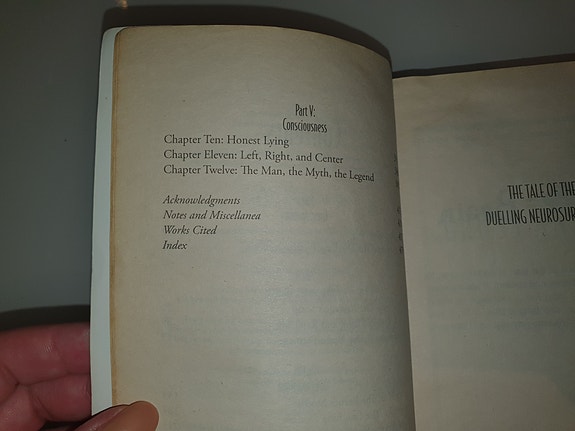 Part V:
Consciousness
Chapter Ten: Honest Lying
Chapter Eleven: Left, Right, and Center
Chapter Twelve: The Man, the Myth, the Legend
Acknowledgments
Notes and Miscellanea
Works Cited
Index
THE TALE OF THE
DUELLING